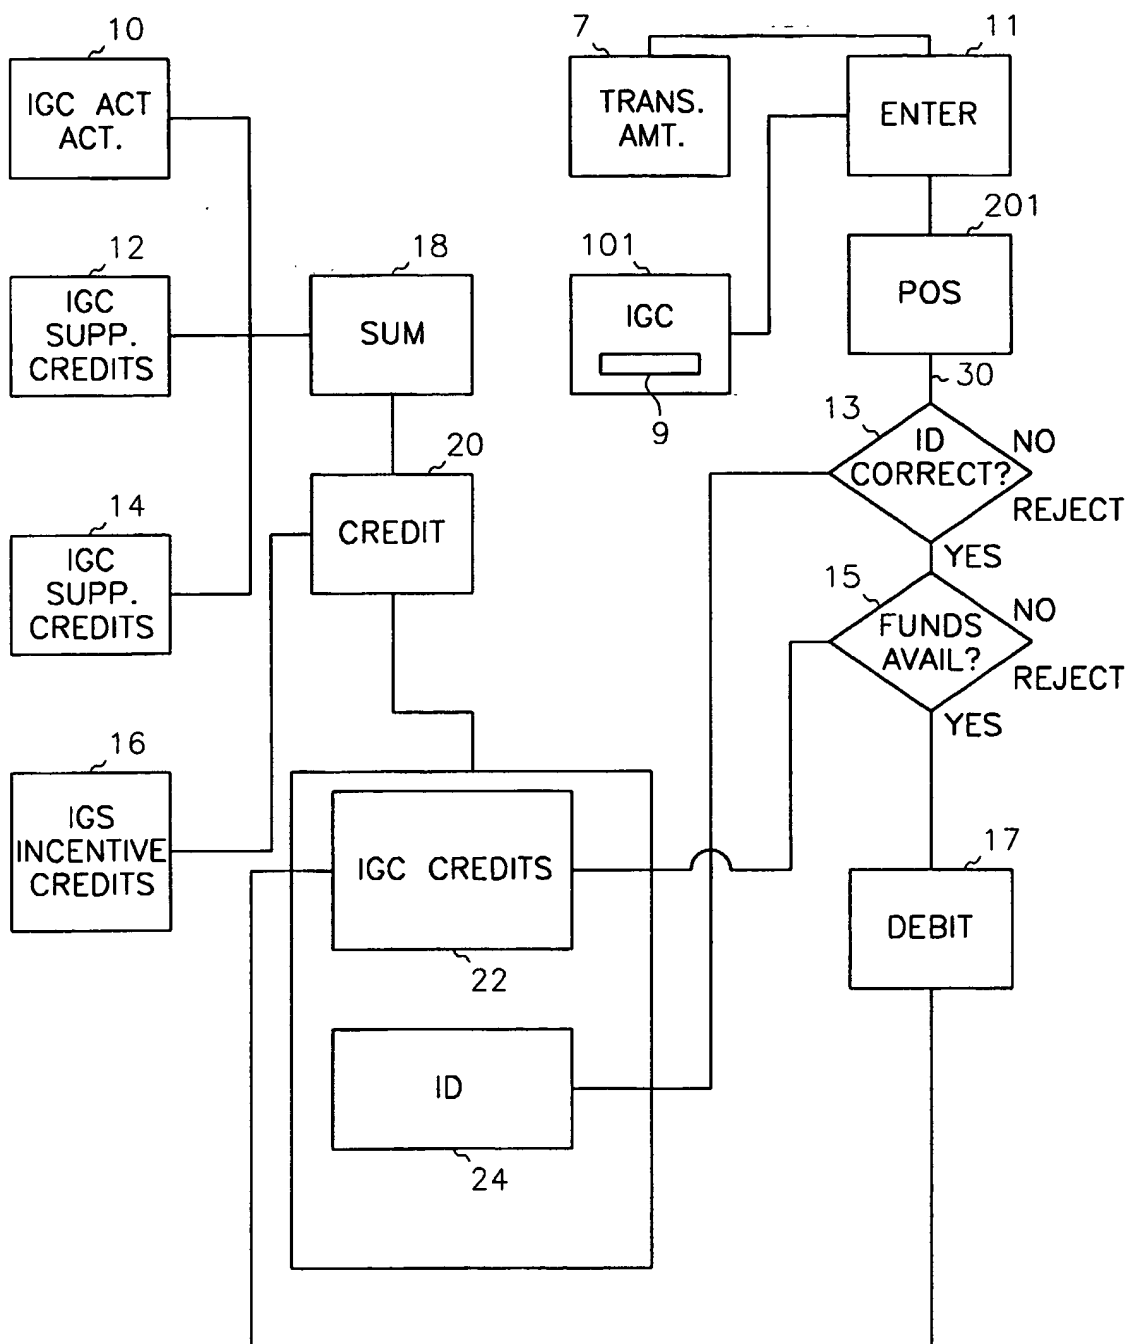 10
IGC ACT
ACT.
12
IGC
SUPP.
CREDITS
14
IGC
SUPP.
CREDITS
16
IGS
INCENTIVE
CREDITS
18
SUM
20
CREDIT
IGC CREDITS
22
ID
24
7
TRANS.
AMT.
11
ENTER
101
IGC
9
201
POS
30
13
ID
CORRECT?
NO
REJECT
YES
15
FUNDS
AVAIL?
NO
REJECT
YES
17
DEBIT